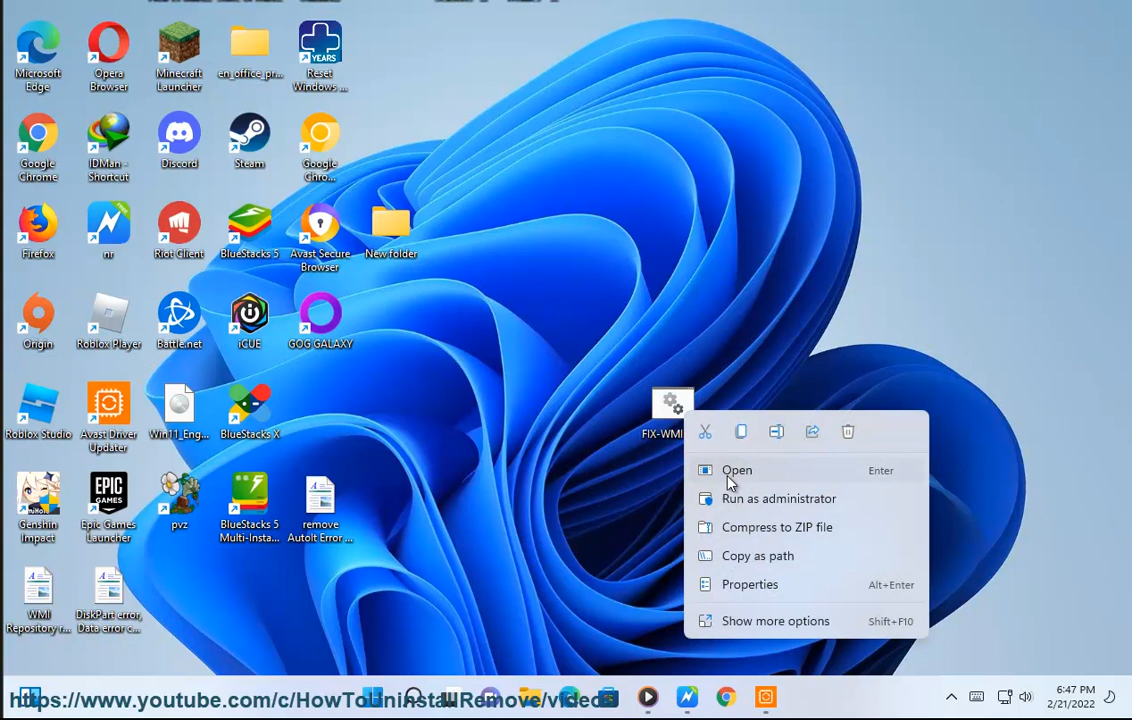 Microsoft Edge
Opera Browser
Minecraft Launcher
en_office_pr...
Reset Windows ...
YEARS
Google Chrome
IDMan - Shortcut
Discord
Steam
Google Chro...
Firefox
nr
Riot Client
BlueStacks 5
Avast Secure Browser
New folder
Origin
Roblox Player
Battle.net
iCUE
GOG GALAXY
Roblox Studio
Avast Driver Updater
Win11_Eng...
BlueStacks X
FIX-WMI
Genshin Impact
EPIC GAMES
Epic Games Launcher
pvz
BlueStacks 5 Multi-Insta...
remove AutoIt Error ...
WMI Repository r...
DiskPart error, Data error c...
Open Enter
Run as administrator
Compress to ZIP file
Copy as path
Properties Alt+Enter
Show more options Shift+F10
https://www.youtube.com/c/HowToUninstallRemove/videos
6:47 PM
2/21/2022